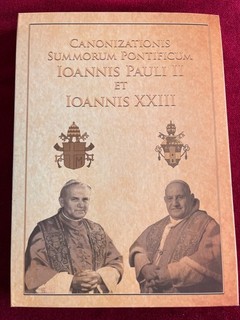 CANONIZATIONIS
SUMMORUM PONTIFICUM
IOANNIS PAULI II
ET
IOANNIS XXIII